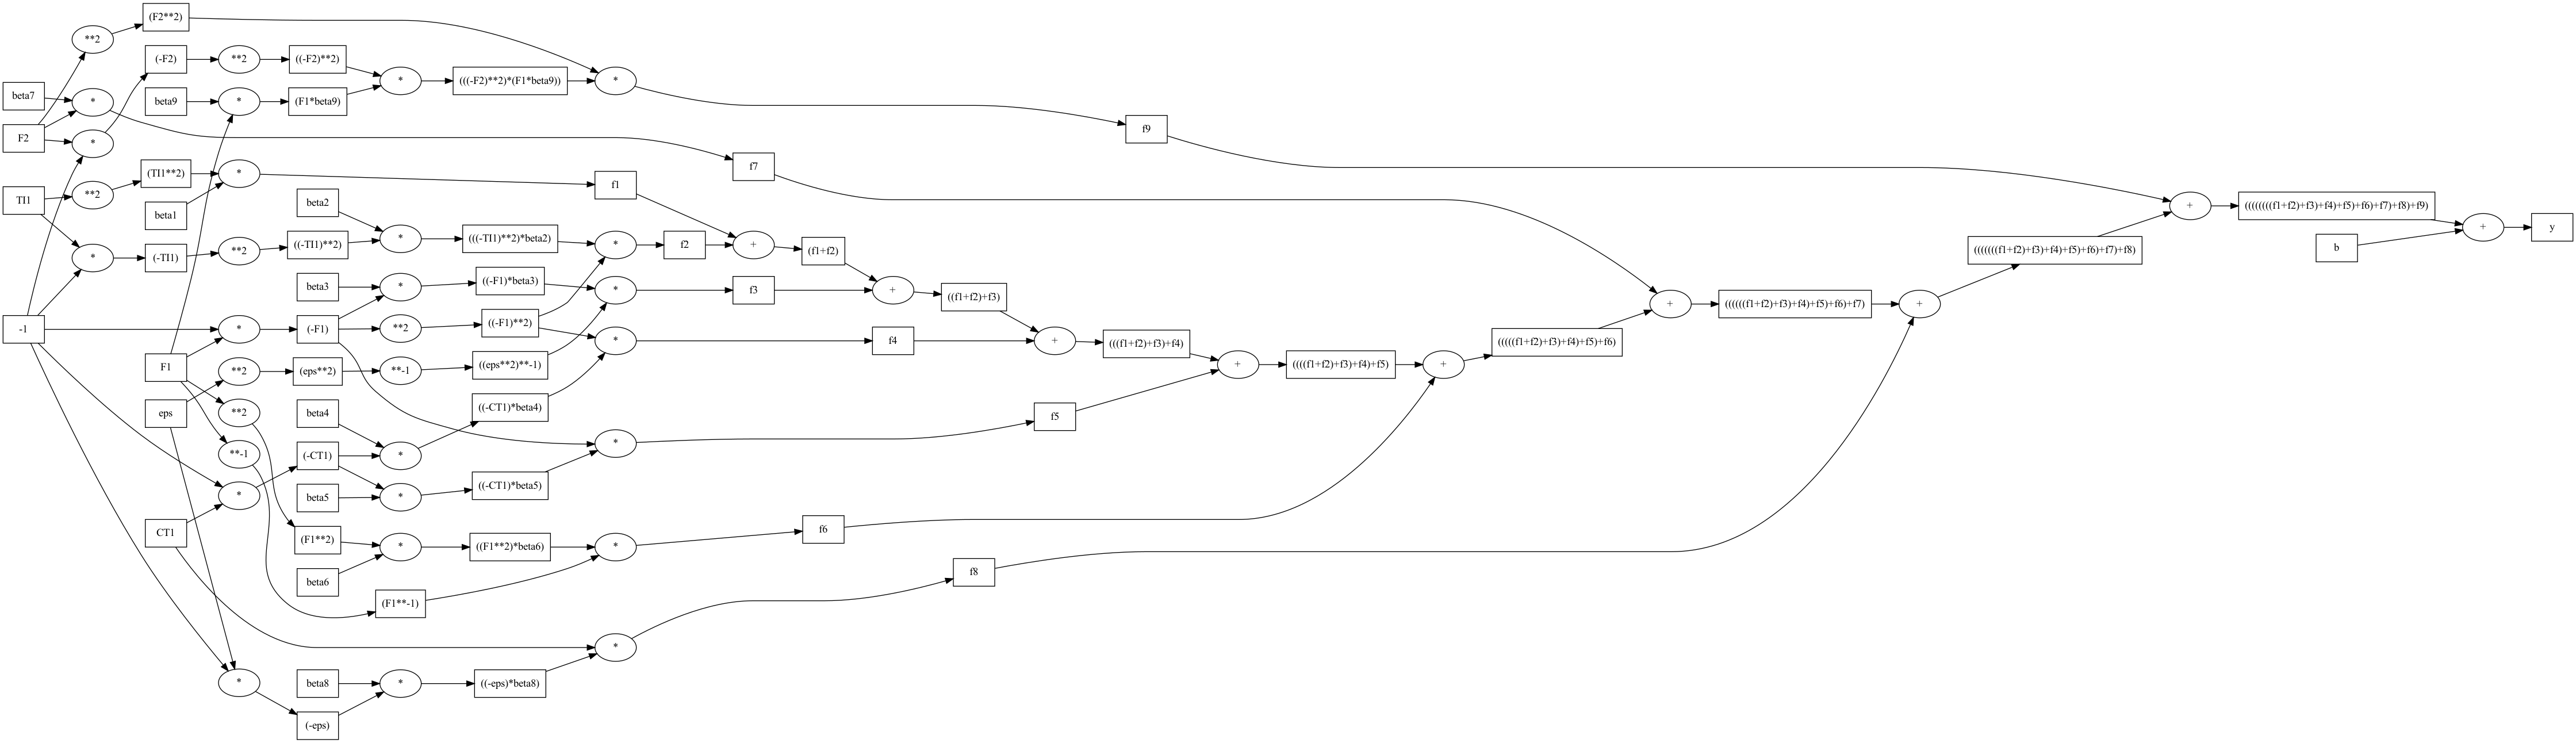 (F2**2)
**2
(-F2)
**2
((-F2)**2)
*
(((-F2)**2)*(F1*beta9))
*
beta7
*
beta9
*
(F1*beta9)
F2
*
f9
f7
TI1
**2
(TI1**2)
*
beta1
f1
beta2
*
(((-TI1)**2)*beta2)
*
f2
+
(f1+f2)
*
(-TI1)
**2
((-TI1)**2)
beta3
*
((-F1)*beta3)
*
f3
+
((f1+f2)+f3)
-1
*
(-F1)
**2
((-F1)**2)
*
f4
+
(((f1+f2)+f3)+f4)
F1
**2
(eps**2)
**-1
((eps**2)**-1)
+
((((f1+f2)+f3)+f4)+f5)
+
(((((f1+f2)+f3)+f4)+f5)+f6)
+
((((((f1+f2)+f3)+f4)+f5)+f6)+f7)
+
(((((((f1+f2)+f3)+f4)+f5)+f6)+f7)+f8)
+
((((((((f1+f2)+f3)+f4)+f5)+f6)+f7)+f8)+f9)
b
+
y
eps
**2
beta4
((-CT1)*beta4)
f5
**-1
(-CT1)
*
*
*
beta5
*
((-CT1)*beta5)
CT1
(F1**2)
*
((F1**2)*beta6)
*
f6
beta6
(F1**-1)
f8
*
*
beta8
*
((-eps)*beta8)
(-eps)